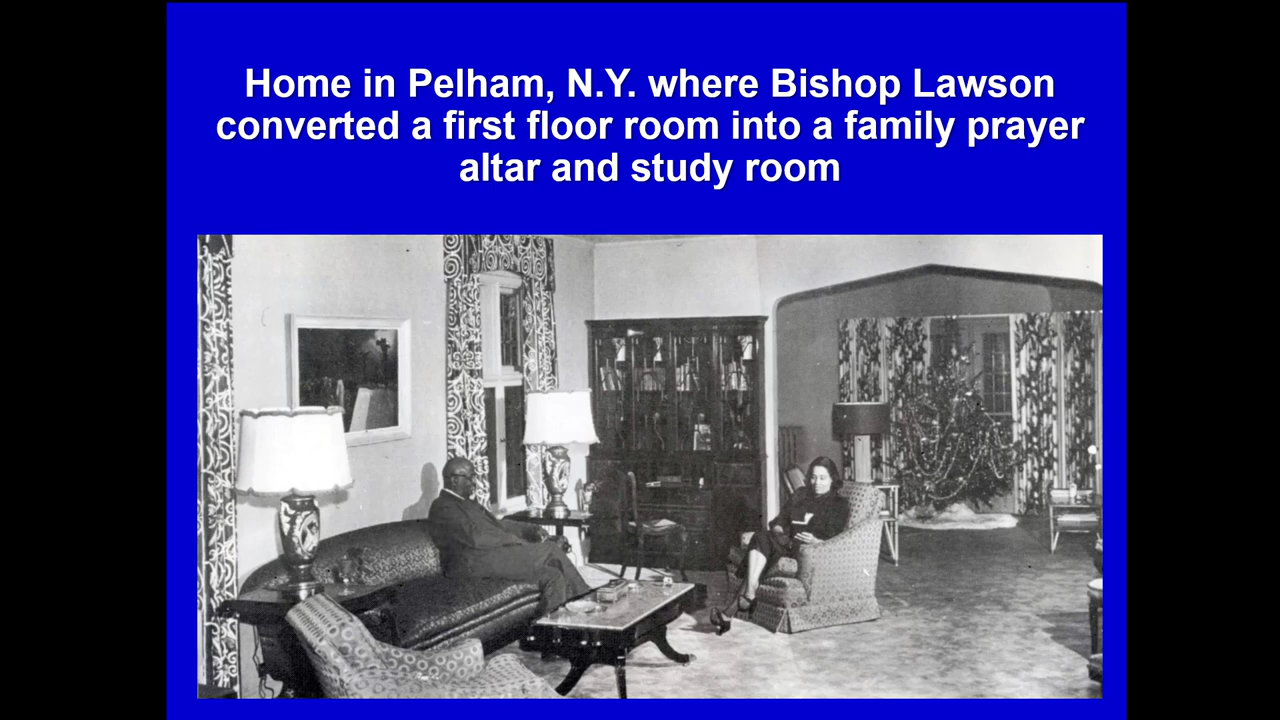 Home in Pelham, N.Y. where Bishop Lawson
converted a first floor room into a family prayer
altar and study room